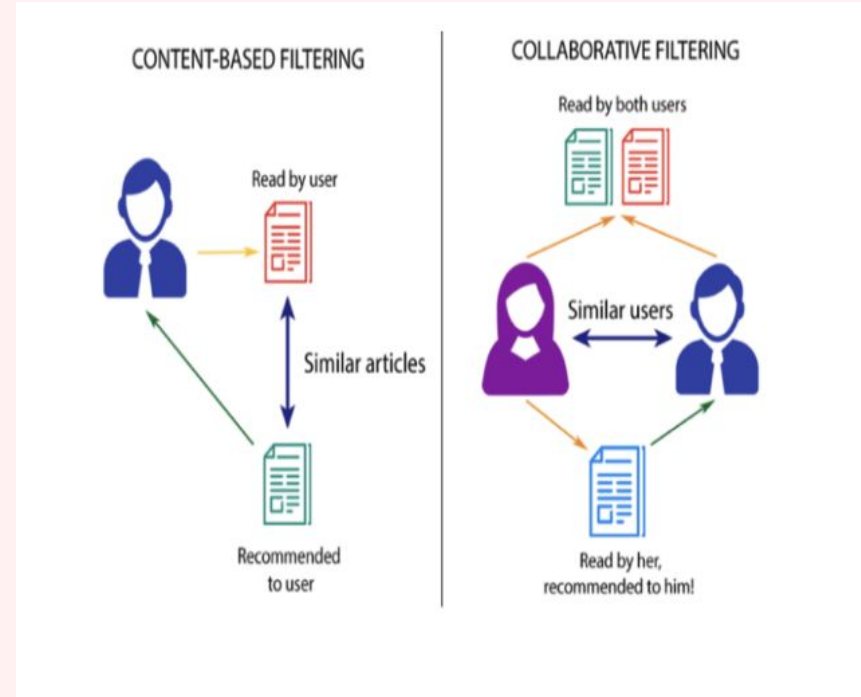 CONTENT-BASED FILTERING
Read by user
Similar articles
Recommended
to user
COLLABORATIVE FILTERING
Read by both users
Similar users
Read by her,
recommended to him!